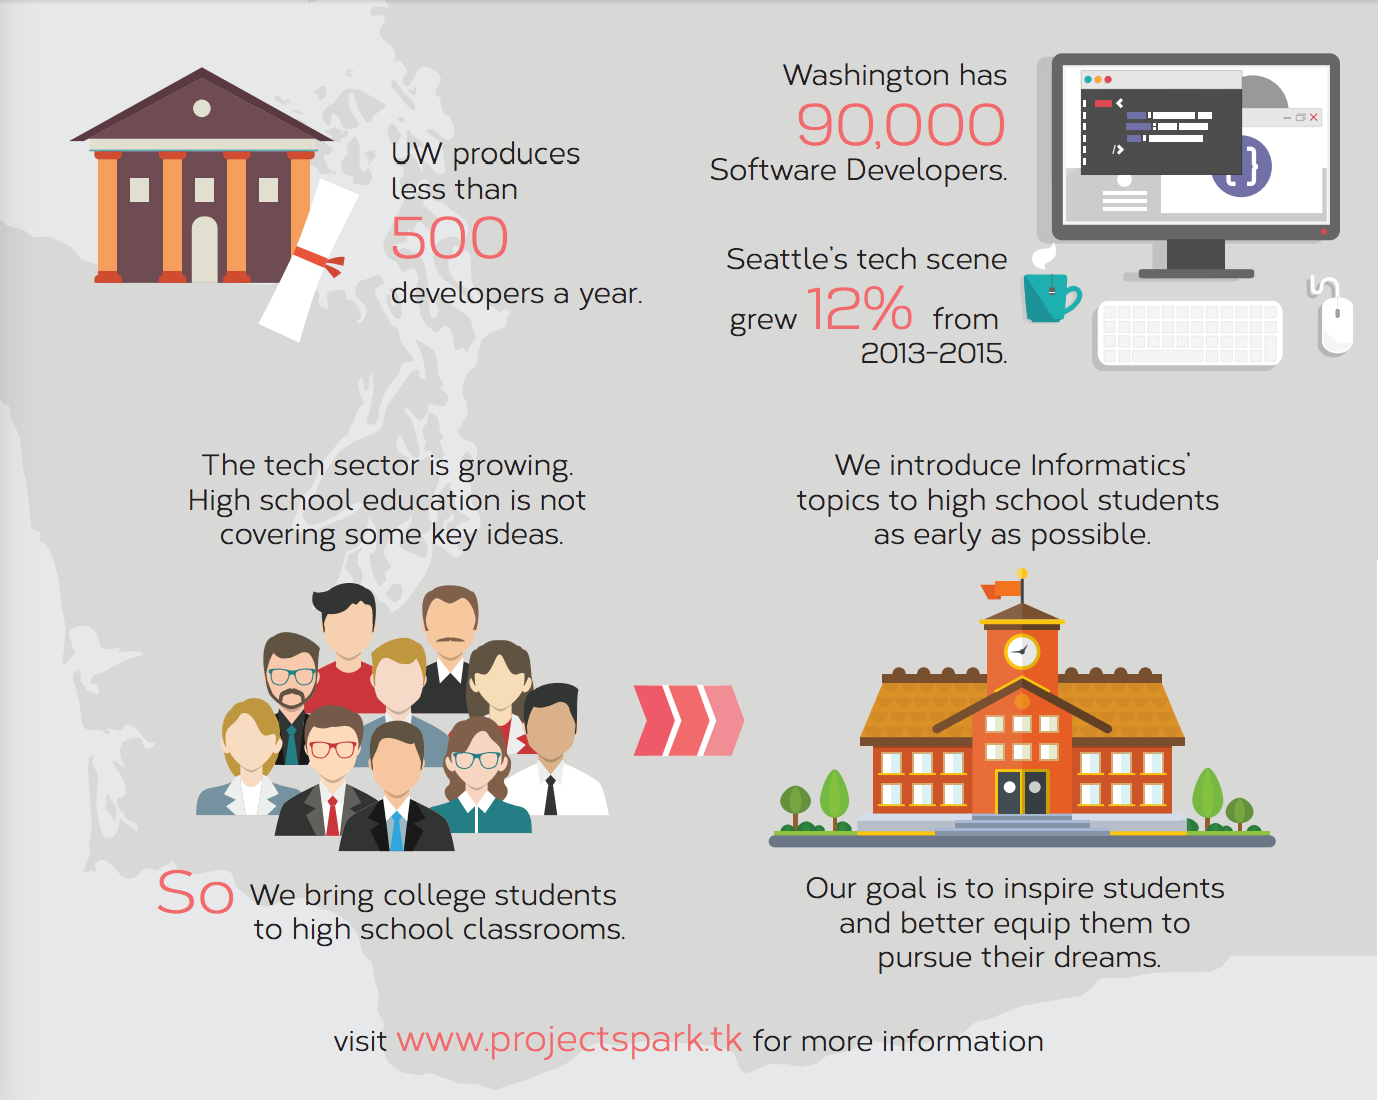 UW produces
less than
500
developers a year.
Washington has
90,000
Software Developers.
Seattle's tech scene
grew 12% from
2013-2015.
The tech sector is growing.
High school education is not
covering some key ideas.
We introduce Informatics'
topics to high school students
as early as possible.
So We bring college students
to high school classrooms.
Our goal is to inspire students
and better equip them to
pursue their dreams.
visit www.projectspark.tk for more information